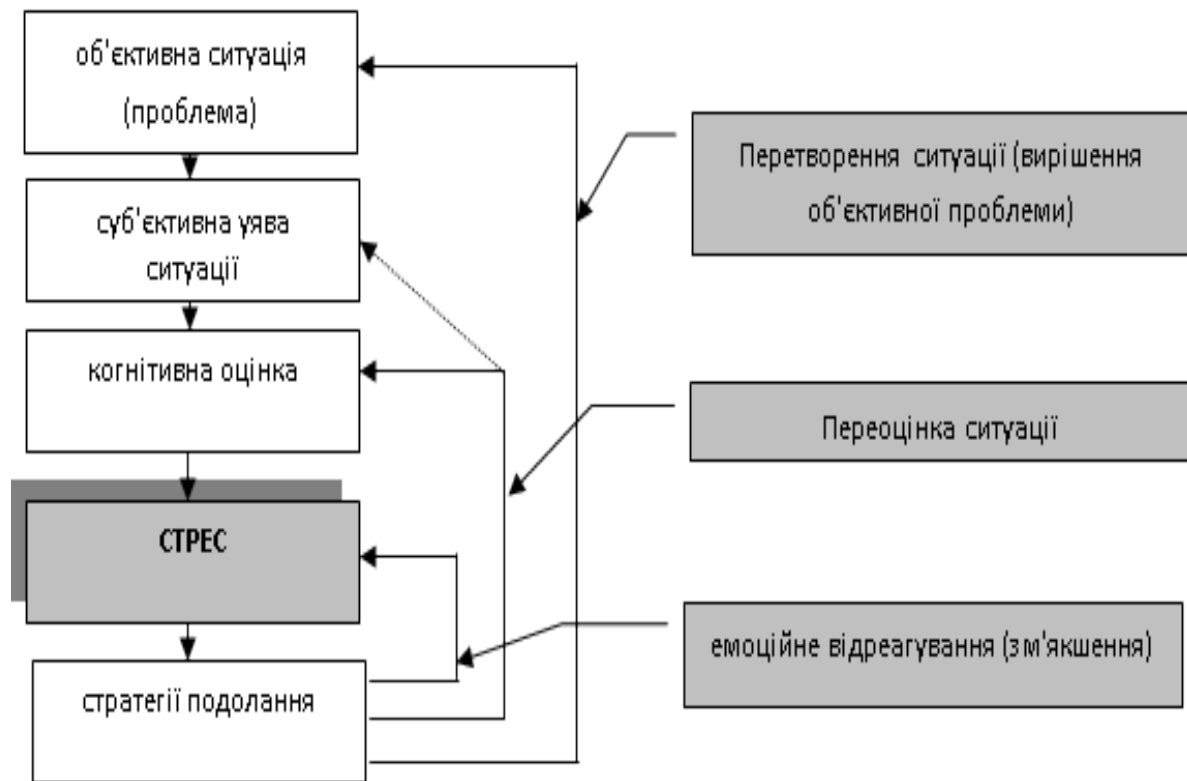 об'єктивна ситуація
(проблема)
суб'єктивна уява
ситуації
когнітивна оцінка
СТРЕС
стратегії подолання
Перетворення ситуації (вирішення
об'єктивної проблеми)
Переоцінка ситуації
емоційне відреагування (зм'якшення)